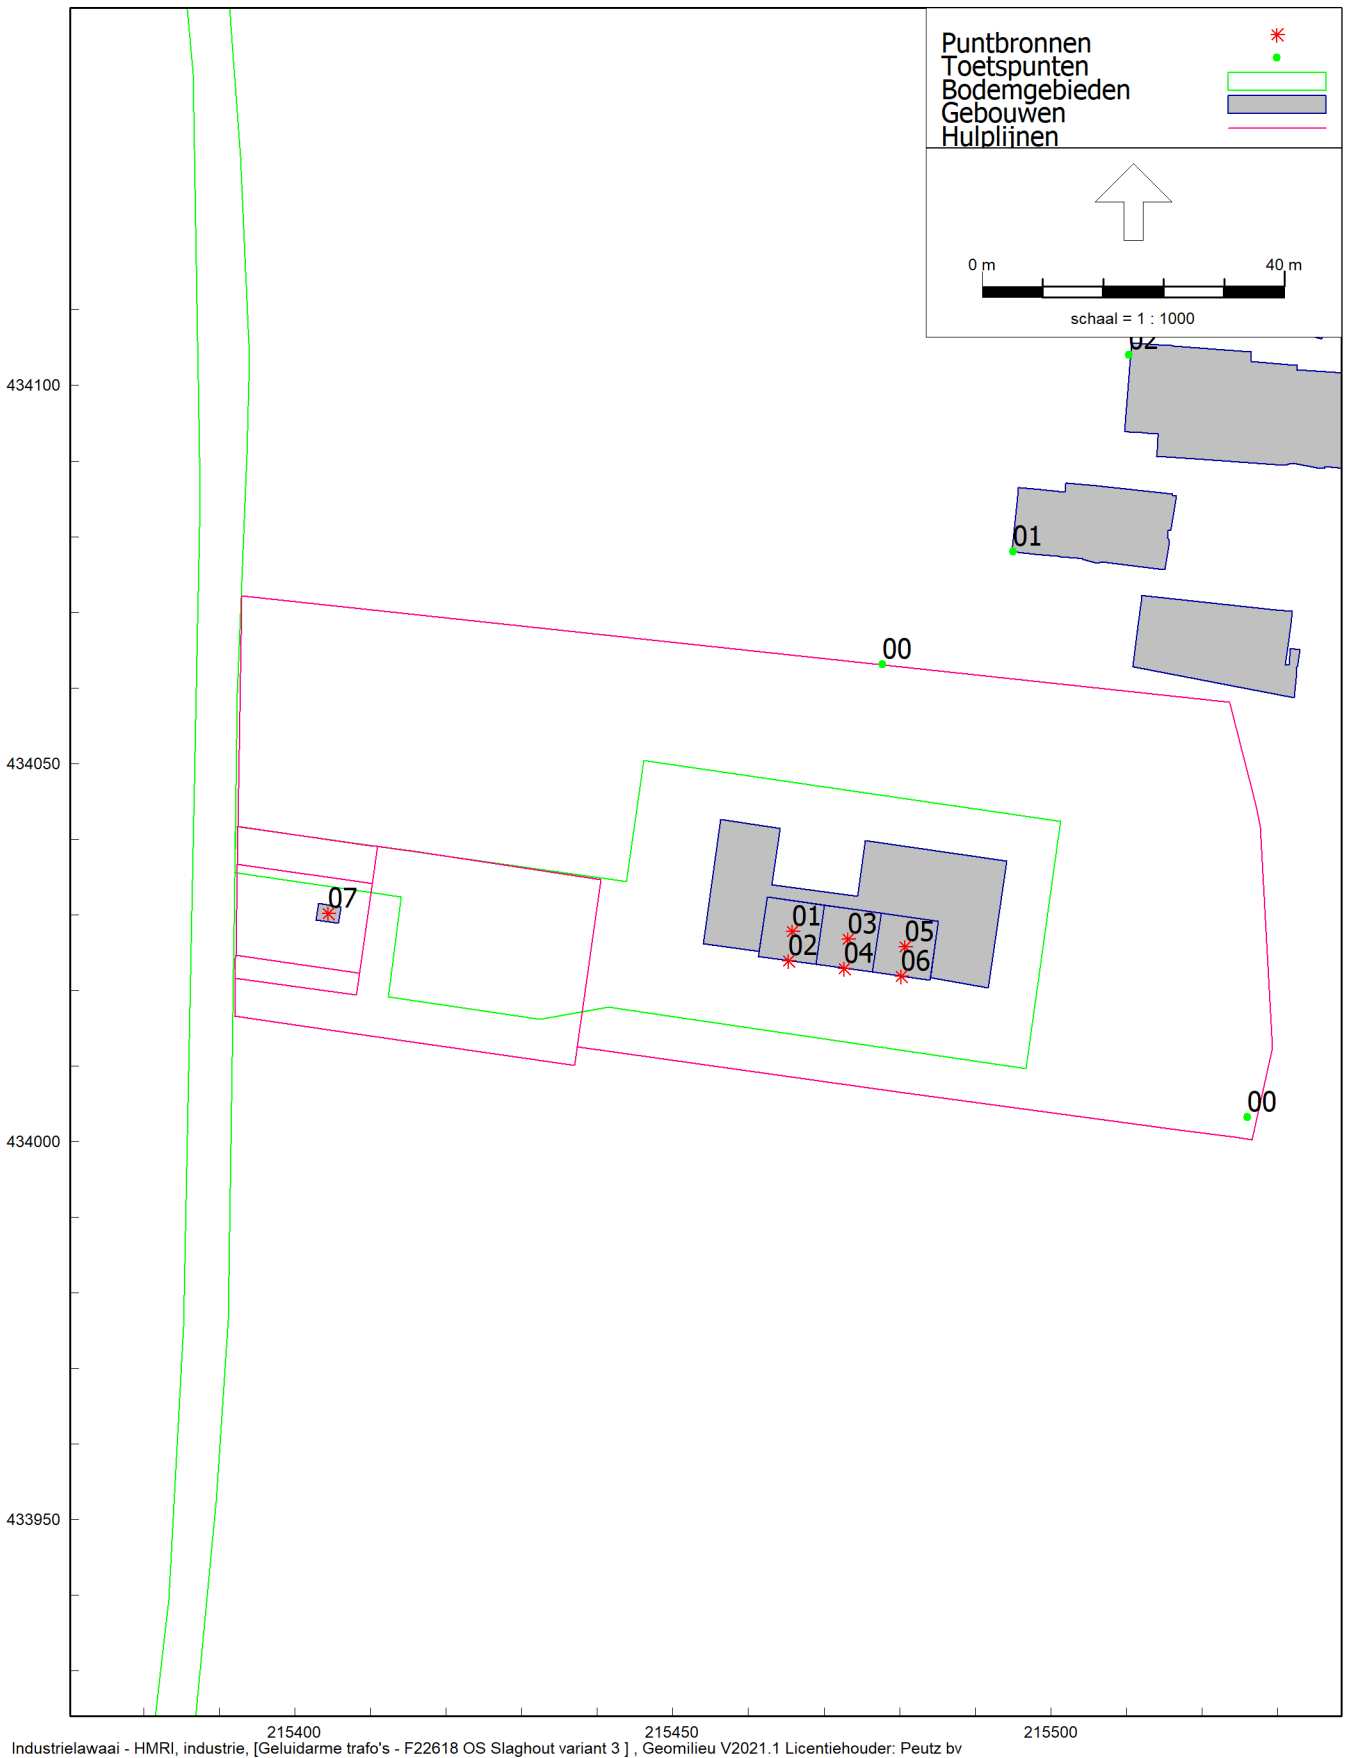 Puntbronnen
Toetspunten
Bodemgebieden
Gebouwen
Hulplijnen
0 m 40 m
schaal = 1 : 1000
02
434100
01
00
434050
07
01 03 05
02 04 06
00
434000
433950
215400 215450 215500
Industrielawaai - HMRI, industrie, [Geluidarme trafo's - F22618 OS Slaghout variant 3 ] , Geomilieu V2021.1 Licentiehouder: Peutz bv